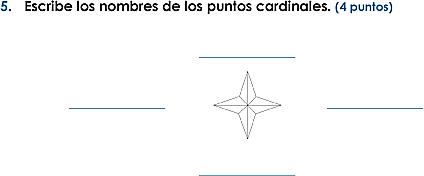 5. Escribe los nombres de los puntos cardinales. (4 puntos)